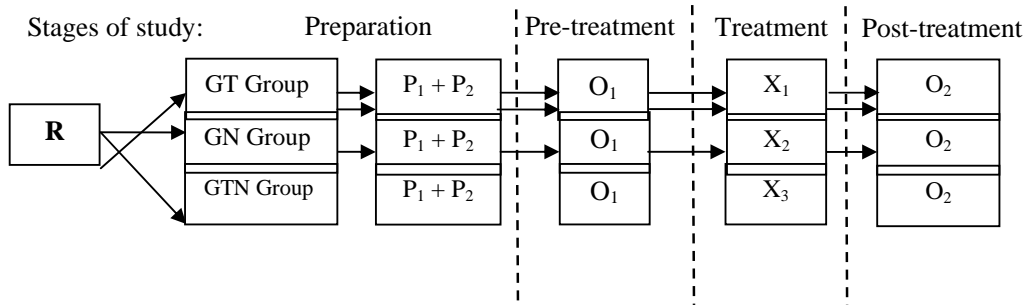 Stages of study: Preparation Pre-treatment Treatment Post-treatment
GT Group P₁ + P₂ O₁ X₁ O₂
R GN Group P₁ + P₂ O₁ X₂ O₂
GTN Group P₁ + P₂ O₁ X₃ O₂